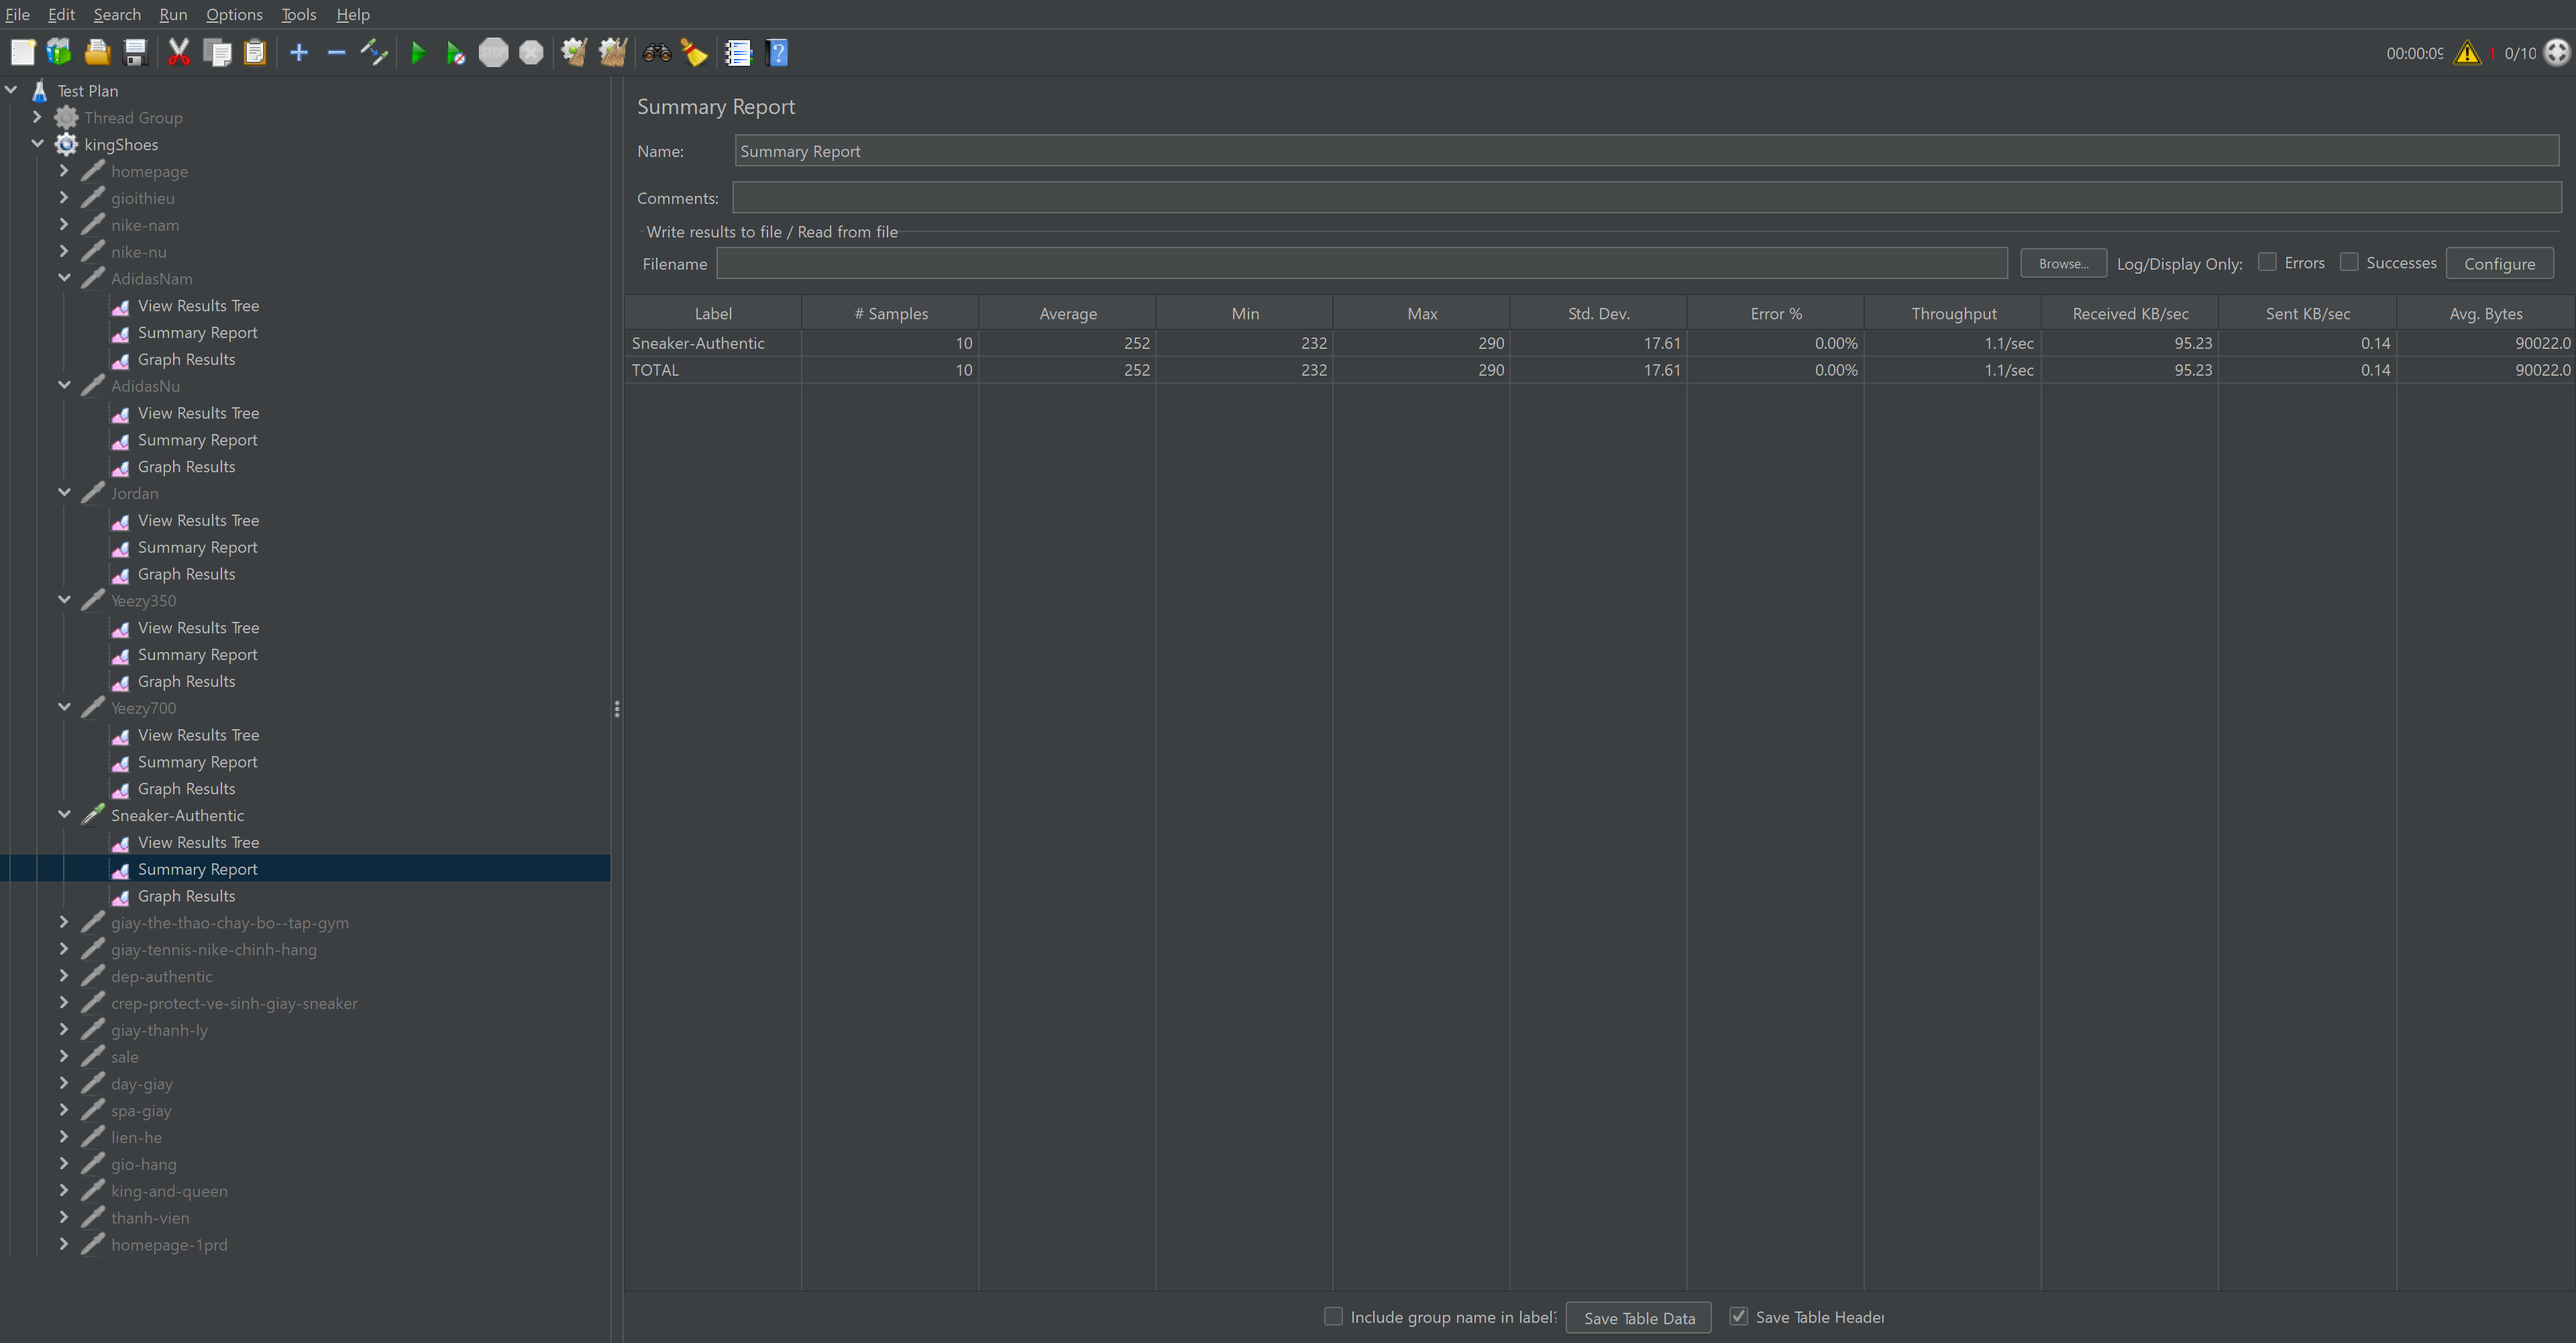 File Edit Search Run Options Tools Help
STOP ?
00:00:09 1 0/10
Test Plan
Thread Group
kingShoes
homepage
gioithieu
nike-nam
nike-nu
AdidasNam
View Results Tree
Summary Report
Graph Results
AdidasNu
View Results Tree
Summary Report
Graph Results
Jordan
View Results Tree
Summary Report
Graph Results
Yeezy350
View Results Tree
Summary Report
Graph Results
Yeezy700
View Results Tree
Summary Report
Graph Results
Sneaker-Authentic
View Results Tree
Summary Report
Graph Results
giay-the-thao-chay-bo--tap-gym
giay-tennis-nike-chinh-hang
dep-authentic
crep-protect-ve-sinh-giay-sneaker
giay-thanh-ly
sale
day-giay
spa-giay
lien-he
gio-hang
king-and-queen
thanh-vien
homepage-1prd
Summary Report
Name: Summary Report
Comments:
Write results to file / Read from file
Filename Browse... Log/Display Only: Errors Successes Configure
Label # Samples Average Min Max Std. Dev. Error % Throughput Received KB/sec Sent KB/sec Avg. Bytes
Sneaker-Authentic 10 252 232 290 17.61 0.00% 1.1/sec 95.23 0.14 90022.0
TOTAL 10 252 232 290 17.61 0.00% 1.1/sec 95.23 0.14 90022.0
Include group name in label? Save Table Data Save Table Header